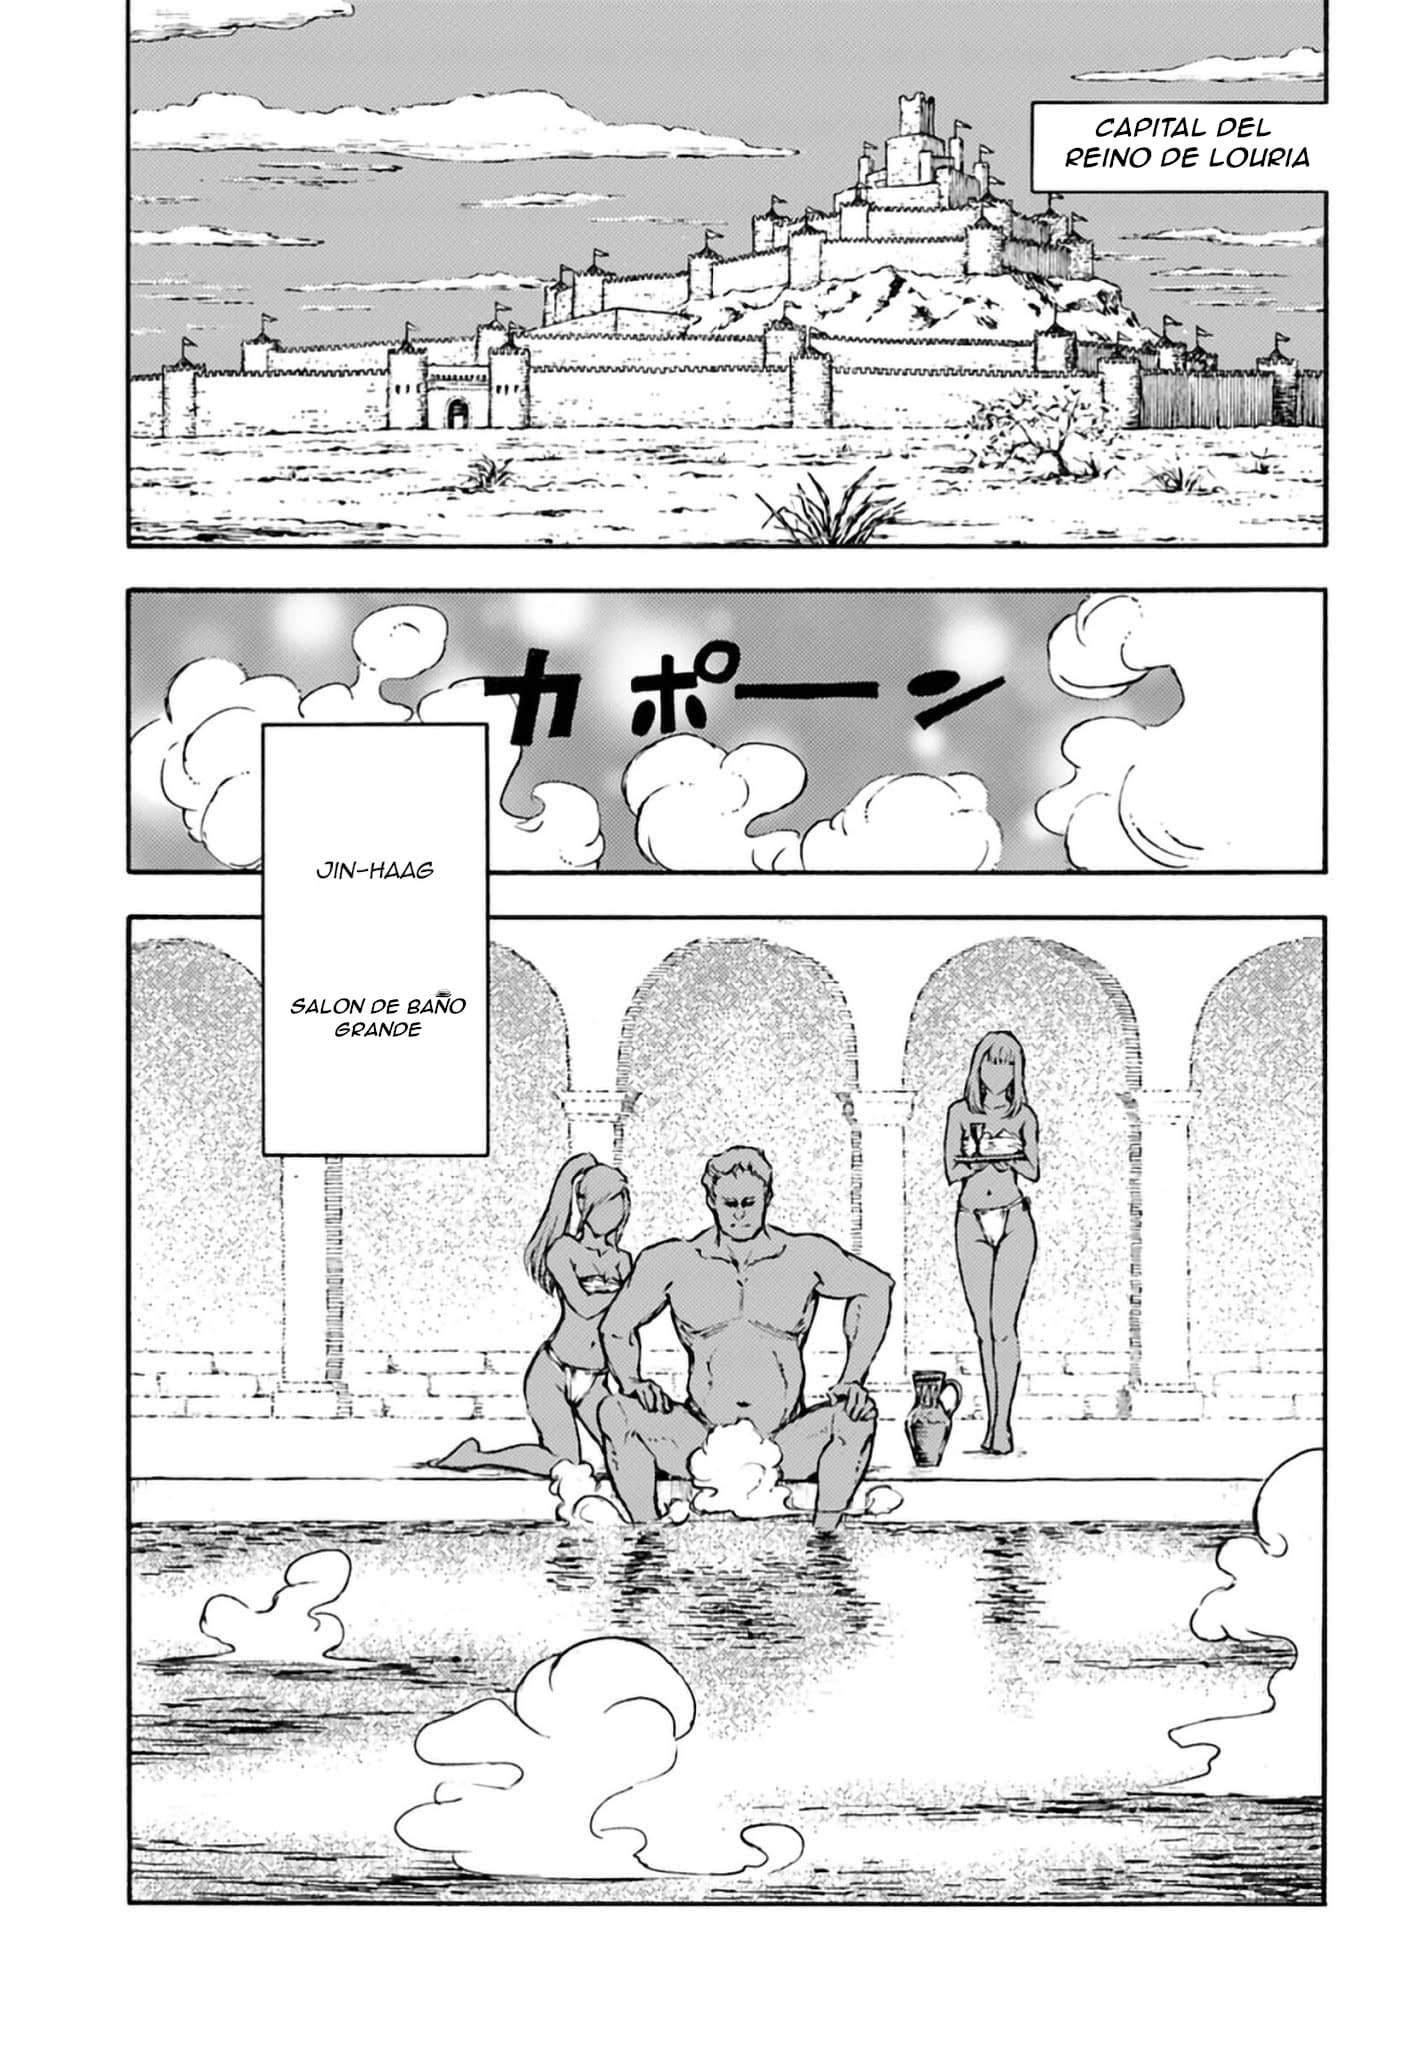 CAPITAL DEL
REINO DE LOURIA
カポーン
JIN-HAAG
SALON DE BAÑO
GRANDE